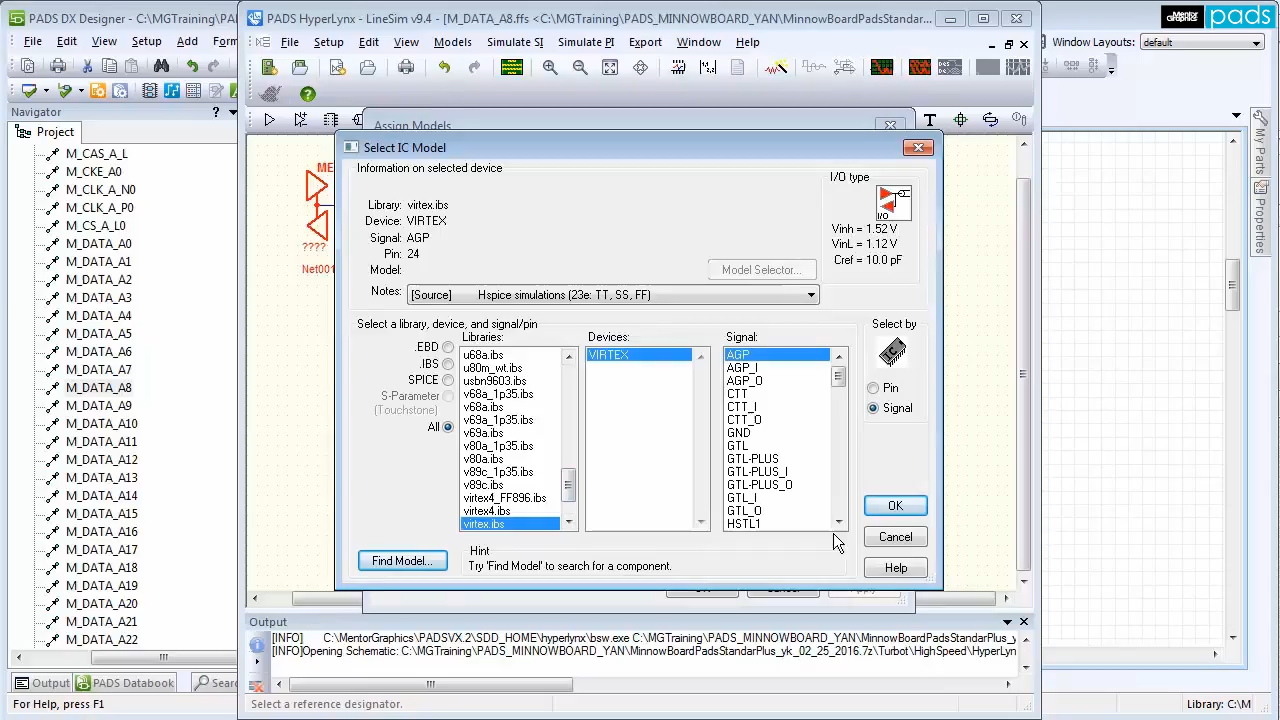 PADS DX Designer - C:\MGTraining\P
PADS HyperLynx - LineSim v9.4 - [M_DATA_A8.ffs <C:\MGTraining\PADS_MINNOWBOARD_YAN\MinnowBoardPadsStandar...
Mentor Graphics pads
File Edit View Setup Add Form
File Setup Edit View Models Simulate SI Simulate PI Export Window Help
Window Layouts: default
Navigator
Project
Assign Models
Select IC Model
M_CAS_A_L
M_CKE_A0
M_CLK_A_N0
M_CLK_A_P0
M_CS_A_L0
M_DATA_A0
M_DATA_A1
M_DATA_A2
M_DATA_A3
M_DATA_A4
M_DATA_A5
M_DATA_A6
M_DATA_A7
M_DATA_A8
M_DATA_A9
M_DATA_A10
M_DATA_A11
M_DATA_A12
M_DATA_A13
M_DATA_A14
M_DATA_A15
M_DATA_A16
M_DATA_A17
M_DATA_A18
M_DATA_A19
M_DATA_A20
M_DATA_A21
M_DATA_A22
ME
????
Net001
Information on selected device
Library: virtex.ibs
Device: VIRTEX
Signal: AGP
Pin: 24
Model:
Model Selector...
Notes: [Source] Hspice simulations (23e: TT, SS, FF)
I/O type
I/O
Vinh = 1.52 V
VinL = 1.12 V
Cref = 10.0 pF
Select a library, device, and signal/pin
.EBD
.IBS
SPICE
S-Parameter
(Touchstone)
All
Libraries:
u68a.ibs
u80m_wt.ibs
usbn9603.ibs
v68a_1p35.ibs
v68a.ibs
v69a_1p35.ibs
v69a.ibs
v80a_1p35.ibs
v80a.ibs
v89c_1p35.ibs
v89c.ibs
virtex4_FF896.ibs
virtex4.ibs
virtex.ibs
Devices:
VIRTEX
Signal:
AGP
AGP_I
AGP_O
CTT
CTT_I
CTT_O
GND
GTL
GTL-PLUS
GTL-PLUS_I
GTL-PLUS_O
GTL_I
GTL_O
HSTL1
Select by
IC
Pin
Signal
OK
Cancel
Help
Find Model...
Hint
Try 'Find Model' to search for a component.
My Parts
Properties
Output
[INFO] C:\MentorGraphics\PADSVX.2\SDD_HOME\hyperlynx\bsw.exe C:\MGTraining\PADS_MINNOWBOARD_YAN\MinnowBoardPadsStandarPlus_y
[INFO]Opening Schematic: C:\MGTraining\PADS_MINNOWBOARD_YAN\MinnowBoardPadsStandarPlus_yk_02_25_2016.7z\Turbot\HighSpeed\HyperLyn
Output PADS Databook Searc
For Help, press F1
Select a reference designator.
Library: C:\M